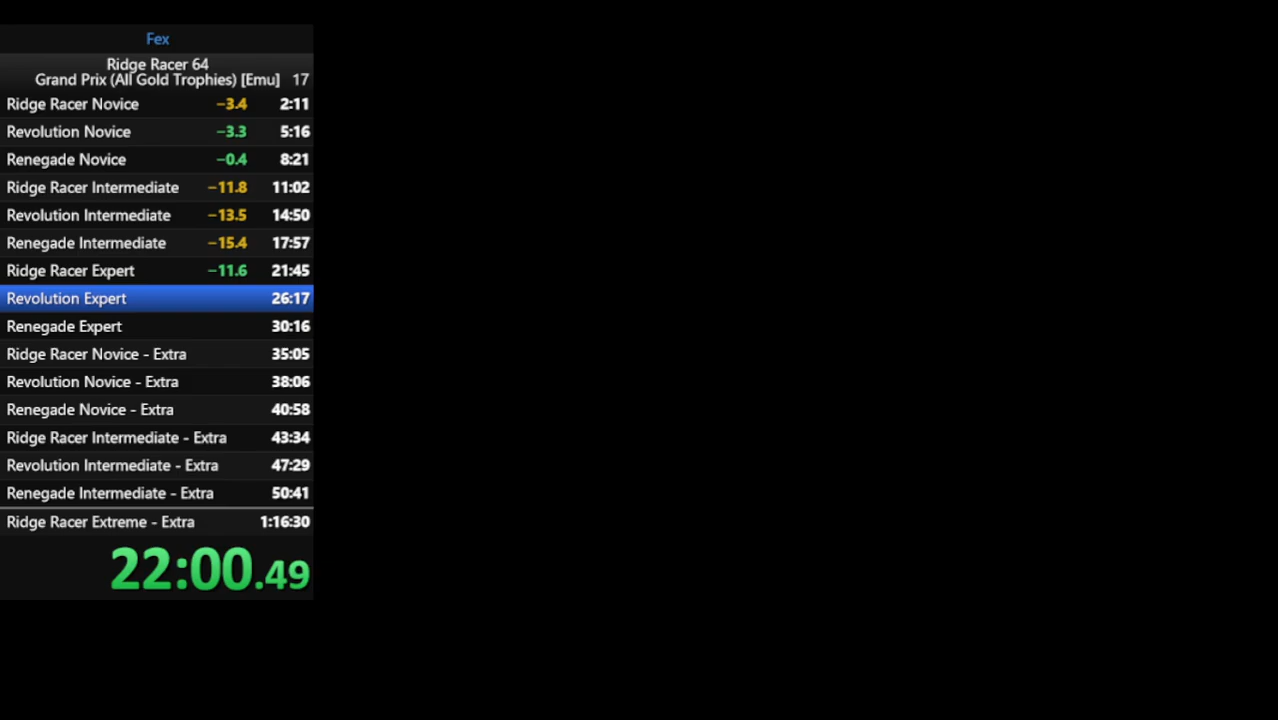 Fex
Ridge Racer 64
Grand Prix (All Gold Trophies) [Emu] 17
Ridge Racer Novice −3.4 2:11
Revolution Novice −3.3 5:16
Renegade Novice −0.4 8:21
Ridge Racer Intermediate −11.8 11:02
Revolution Intermediate −13.5 14:50
Renegade Intermediate −15.4 17:57
Ridge Racer Expert −11.6 21:45
Revolution Expert 26:17
Renegade Expert 30:16
Ridge Racer Novice - Extra 35:05
Revolution Novice - Extra 38:06
Renegade Novice - Extra 40:58
Ridge Racer Intermediate - Extra 43:34
Revolution Intermediate - Extra 47:29
Renegade Intermediate - Extra 50:41
Ridge Racer Extreme - Extra 1:16:30
22:00.49